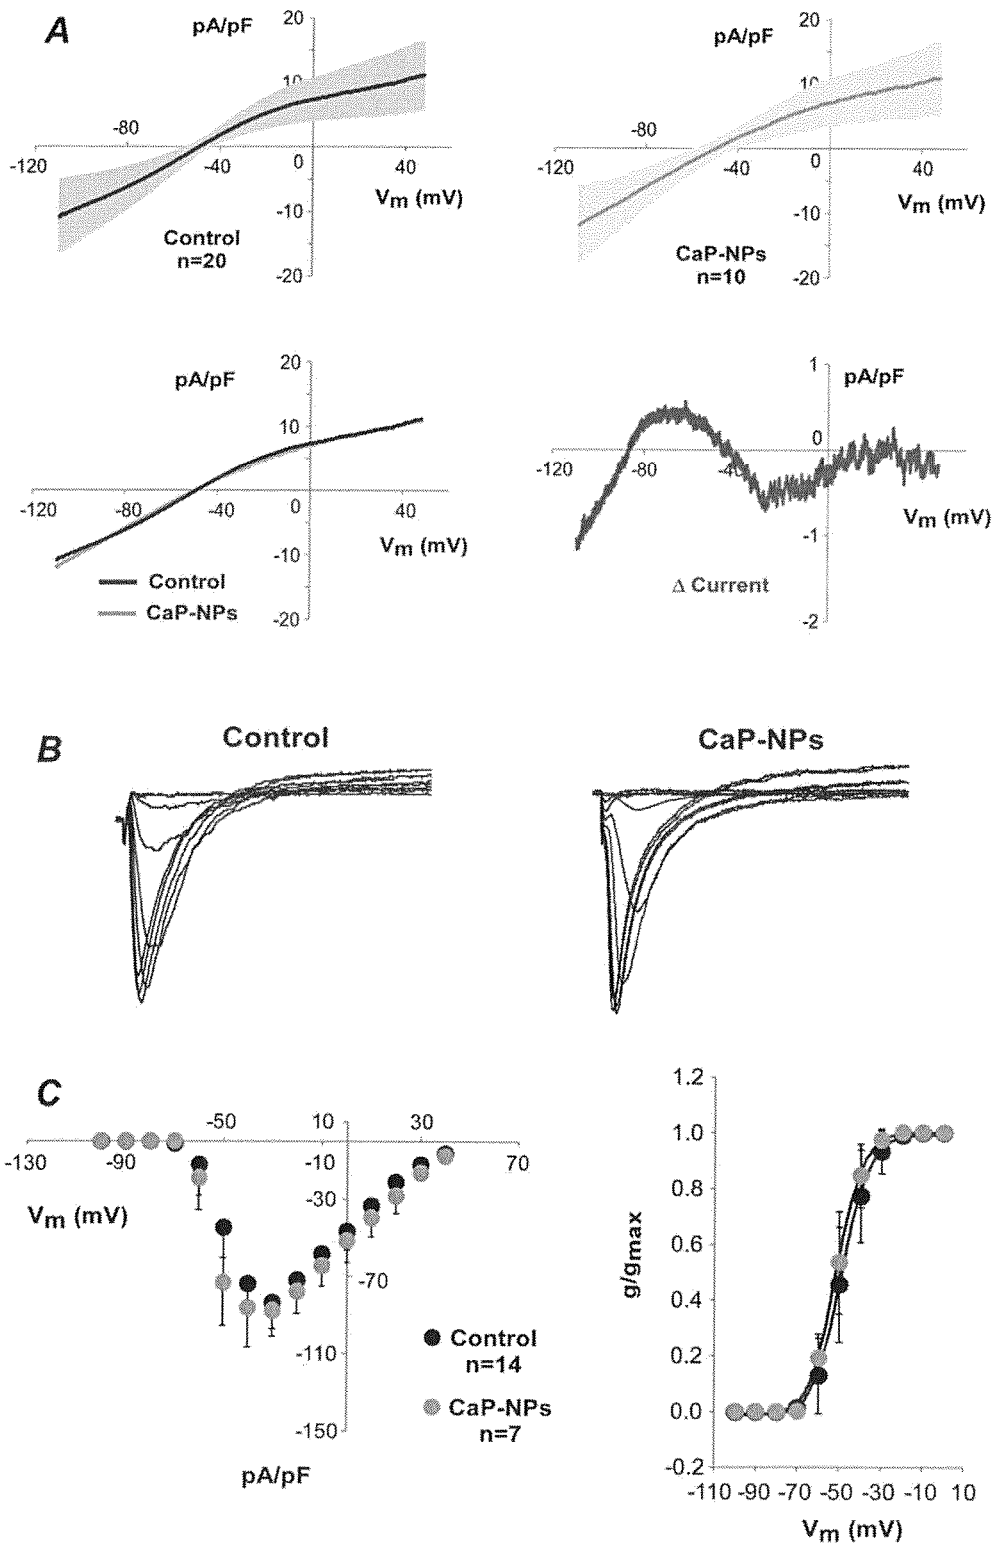 A
pA/pF
20
10
-80
-120
-40
0
40
Vm (mV)
-10
Control
n=20
-20
pA/pF
20
10
-80
-120
-40
0
40
Vm (mV)
-10
CaP-NPs
n=10
-20
pA/pF
20
10
-120
-80
-40
0
40
Vm (mV)
-10
Control
CaP-NPs
-20
1
pA/pF
0
-120
-80
-40
Vm (mV)
-1
Δ Current
-2
B
Control
CaP-NPs
C
-50
10
10
30
-130
-90
-10
70
-30
Vm (mV)
-70
-110
Control
n=14
CaP-NPs
n=7
-150
pA/pF
1.2
1.0
0.8
0.6
0.4
0.2
0.0
-0.2
g/gmax
-110 -90 -70 -50 -30 -10 10
Vm (mV)